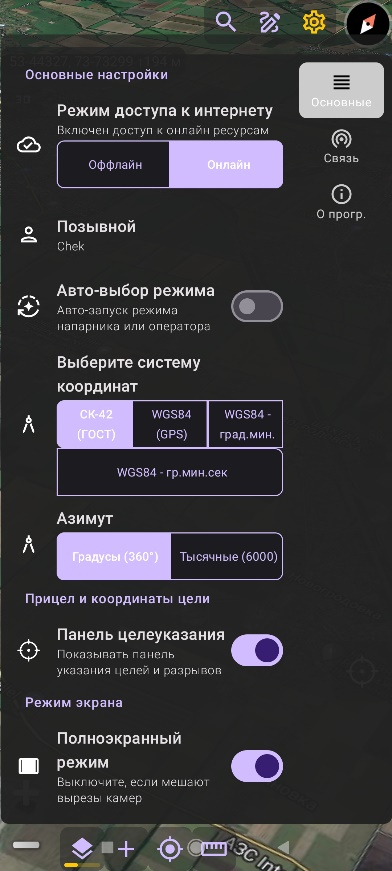 Основные настройки
Режим доступа к интернету
Включен доступ к онлайн ресурсам
Оффлайн
Онлайн
Позывной
Chek
Авто-выбор режима
Авто-запуск режима
напарника или оператора
Выберите систему
координат
СК-42
(ГОСТ)
WGS84
(GPS)
WGS84 -
град.мин.
WGS84 - гр.мин.сек
Азимут
Градусы (360°)
Тысячные (6000)
Прицел и координаты цели
Панель целеуказания
Показывать панель
указания целей и разрывов
Режим экрана
Полноэкранный
режим
Выключите, если мешают
вырезы камер
Основные
Связь
О прогр.
АЗС Int